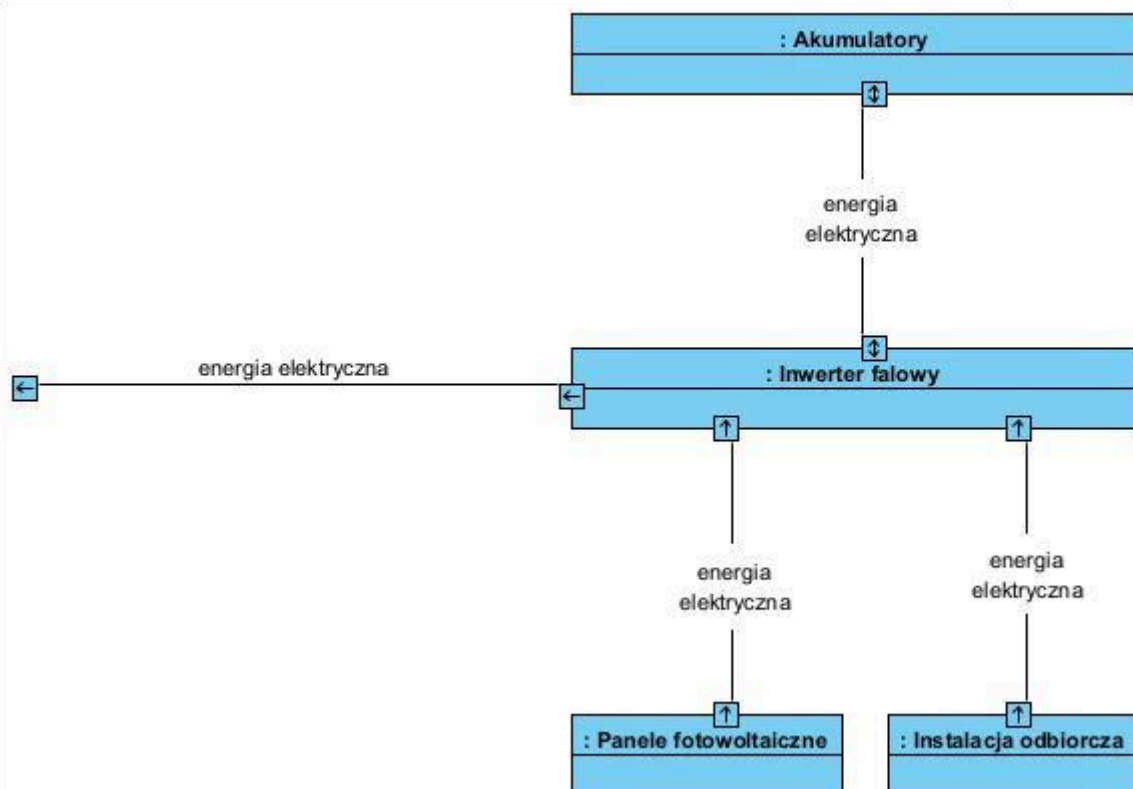 : Akumulatory
energia
elektryczna
energia elektryczna
: Inwerter falowy
energia
elektryczna
energia
elektryczna
: Panele fotowoltaiczne
: Instalacja odbiorcza